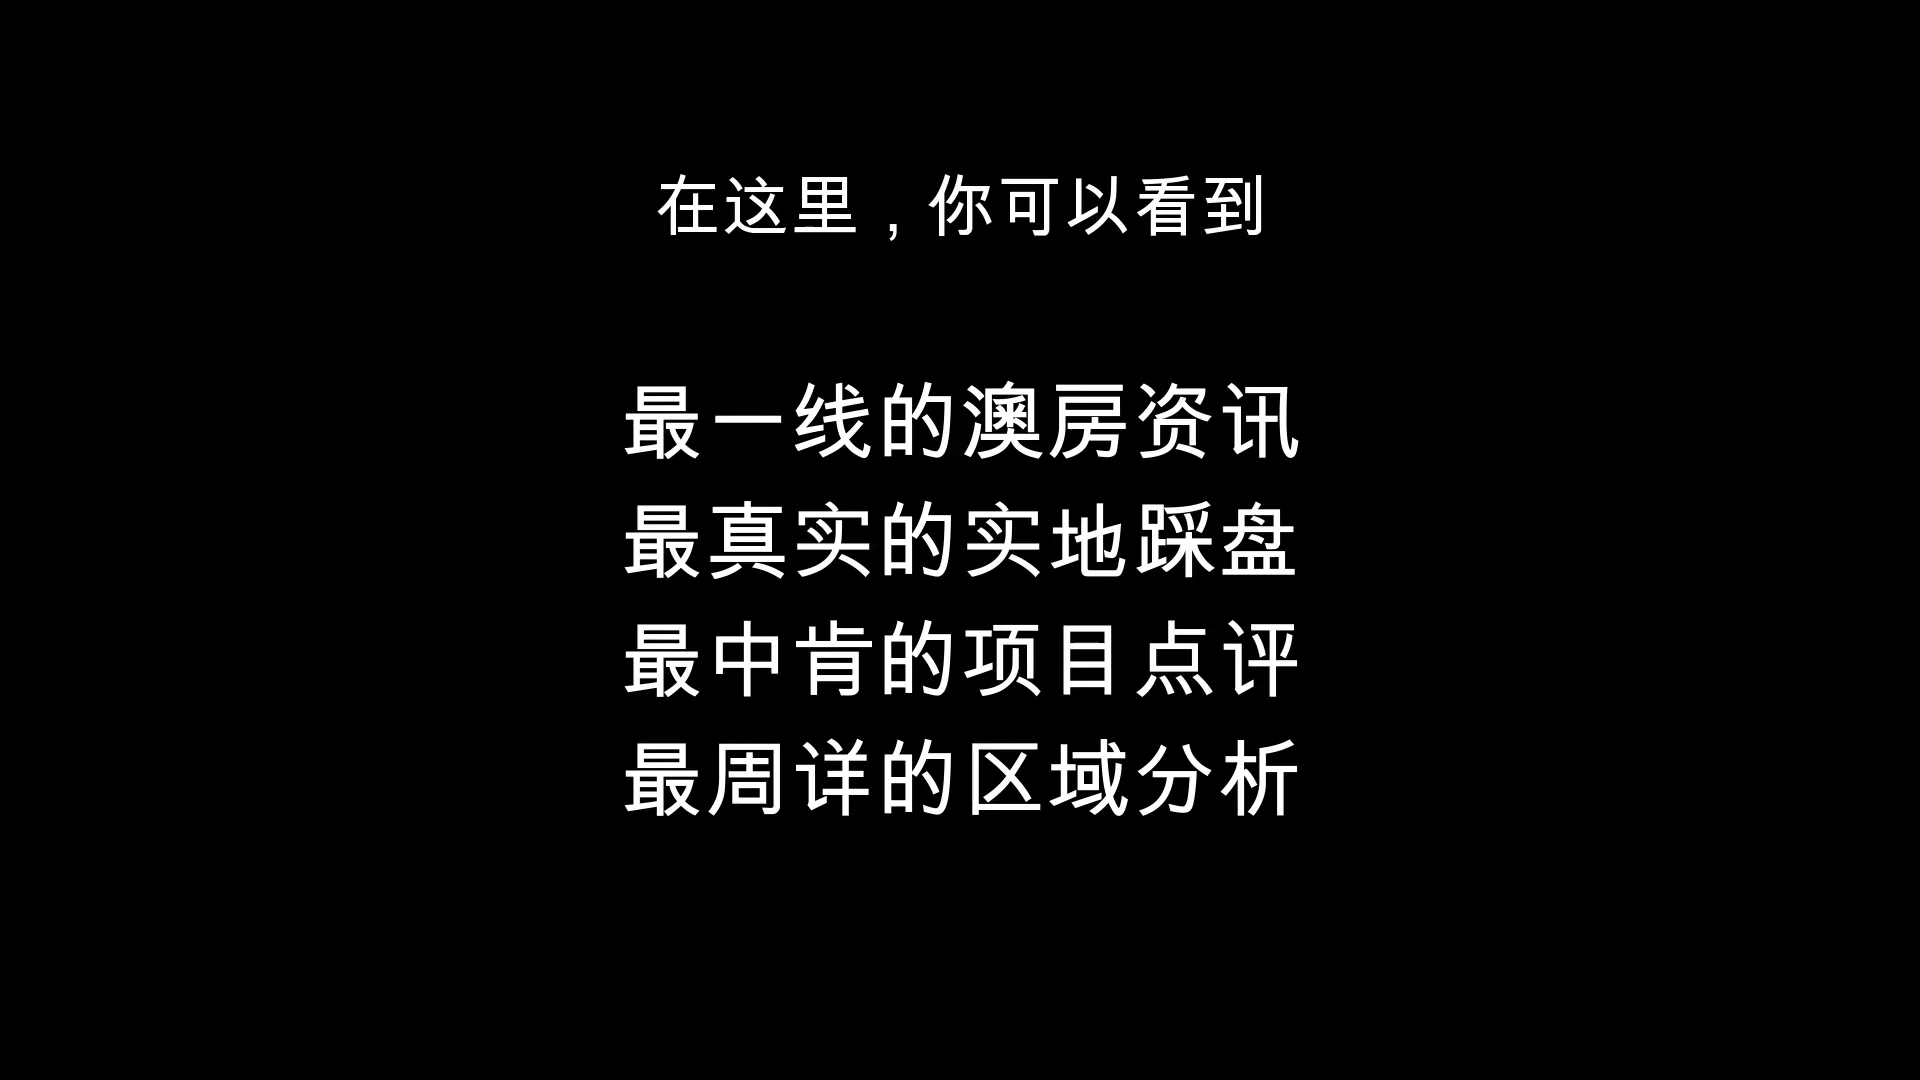 在这里，你可以看到
最一线的澳房资讯
最真实的实地踩盘
最中肯的项目点评
最周详的区域分析